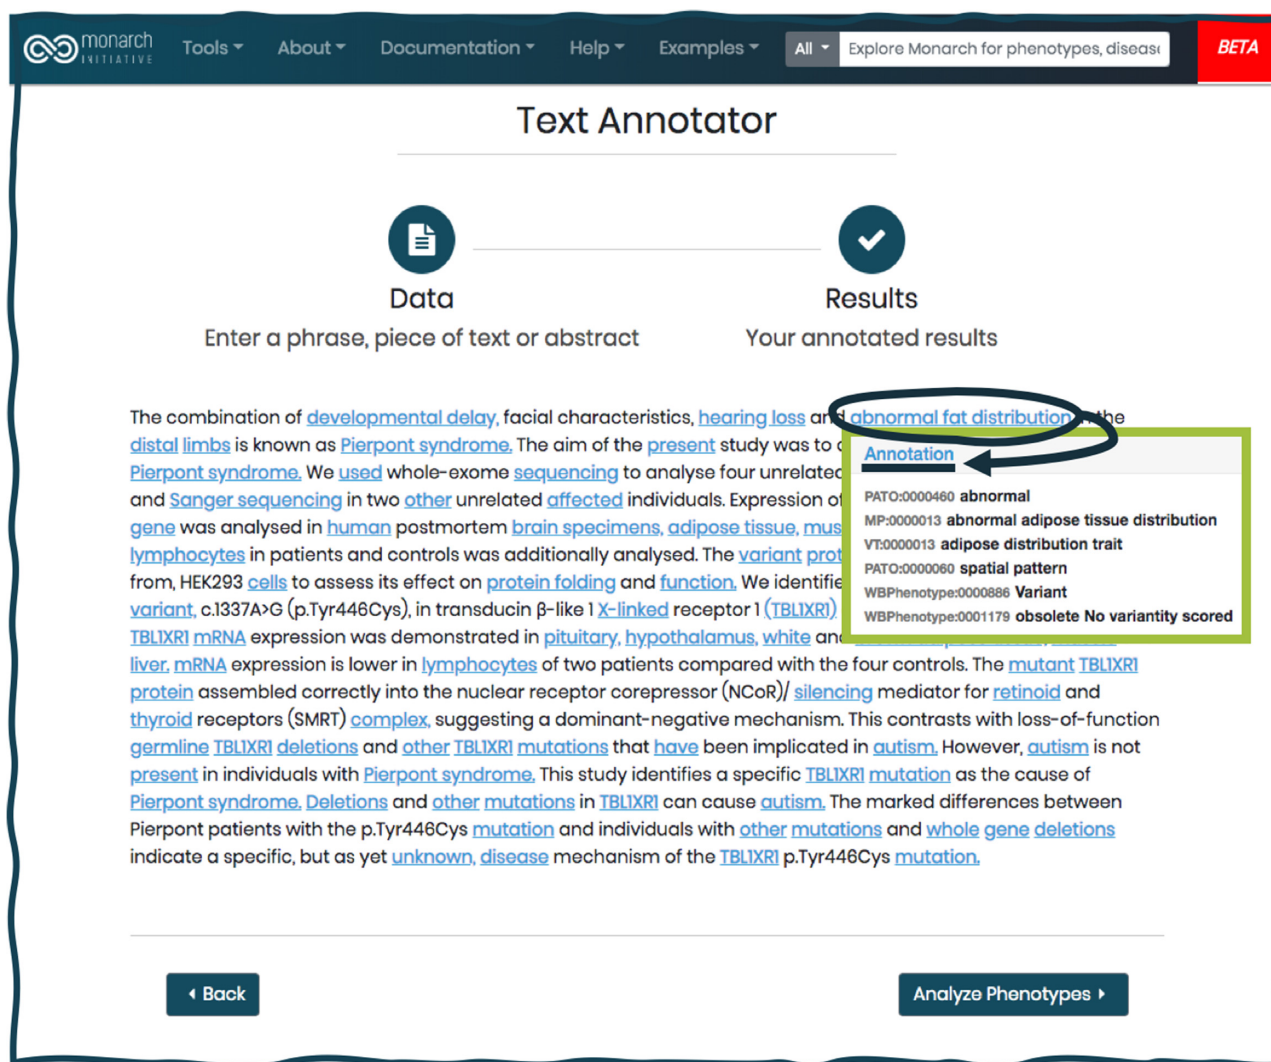 monarch INITIATIVE Tools About Documentation Help Examples All Explore Monarch for phenotypes, disease BETA
Text Annotator
Data Results
Enter a phrase, piece of text or abstract Your annotated results
The combination of developmental delay, facial characteristics, hearing loss and abnormal fat distribution in the
distal limbs is known as Pierpont syndrome. The aim of the present study was to
Pierpont syndrome. We used whole-exome sequencing to analyse four unrelated
and Sanger sequencing in two other unrelated affected individuals. Expression of
gene was analysed in human postmortem brain specimens, adipose tissue, mus
lymphocytes in patients and controls was additionally analysed. The variant prot
from, HEK293 cells to assess its effect on protein folding and function. We identifie
variant, c.1337A>G (p.Tyr446Cys), in transducin β-like 1 X-linked receptor 1 (TBL1XR1)
TBL1XR1 mRNA expression was demonstrated in pituitary, hypothalamus, white an
liver. mRNA expression is lower in lymphocytes of two patients compared with the four controls. The mutant TBL1XR1
protein assembled correctly into the nuclear receptor corepressor (NCoR)/ silencing mediator for retinoid and
thyroid receptors (SMRT) complex, suggesting a dominant-negative mechanism. This contrasts with loss-of-function
germline TBL1XR1 deletions and other TBL1XR1 mutations that have been implicated in autism. However, autism is not
present in individuals with Pierpont syndrome. This study identifies a specific TBL1XR1 mutation as the cause of
Pierpont syndrome. Deletions and other mutations in TBL1XR1 can cause autism. The marked differences between
Pierpont patients with the p.Tyr446Cys mutation and individuals with other mutations and whole gene deletions
indicate a specific, but as yet unknown, disease mechanism of the TBL1XR1 p.Tyr446Cys mutation.
Annotation
PATO:0000460 abnormal
MP:0000013 abnormal adipose tissue distribution
VT:0000013 adipose distribution trait
PATO:0000060 spatial pattern
WBPhenotype:0000886 Variant
WBPhenotype:0001179 obsolete No variantity scored
Back Analyze Phenotypes